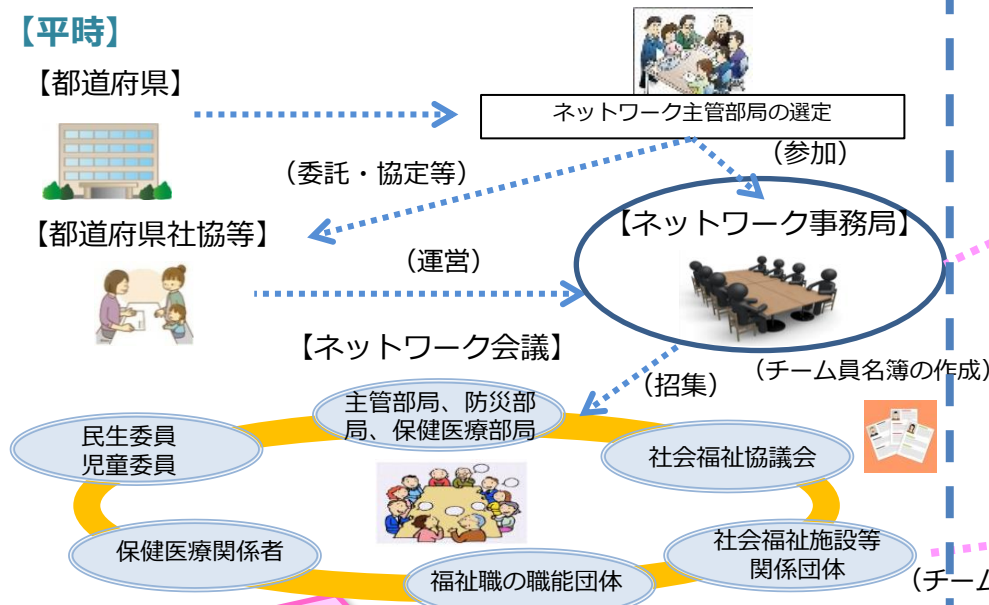 【平時】
【都道府県】
ネットワーク主管部局の選定
（委託・協定等）
（参加）
【都道府県社協等】
【ネットワーク事務局】
（運営）
【ネットワーク会議】
（招集）
（チーム員名簿の作成）
主管部局、防災部
局、保健医療部局
民生委員
児童委員
社会福祉協議会
保健医療関係者
社会福祉施設等
関係団体
福祉職の職能団体
（チーム